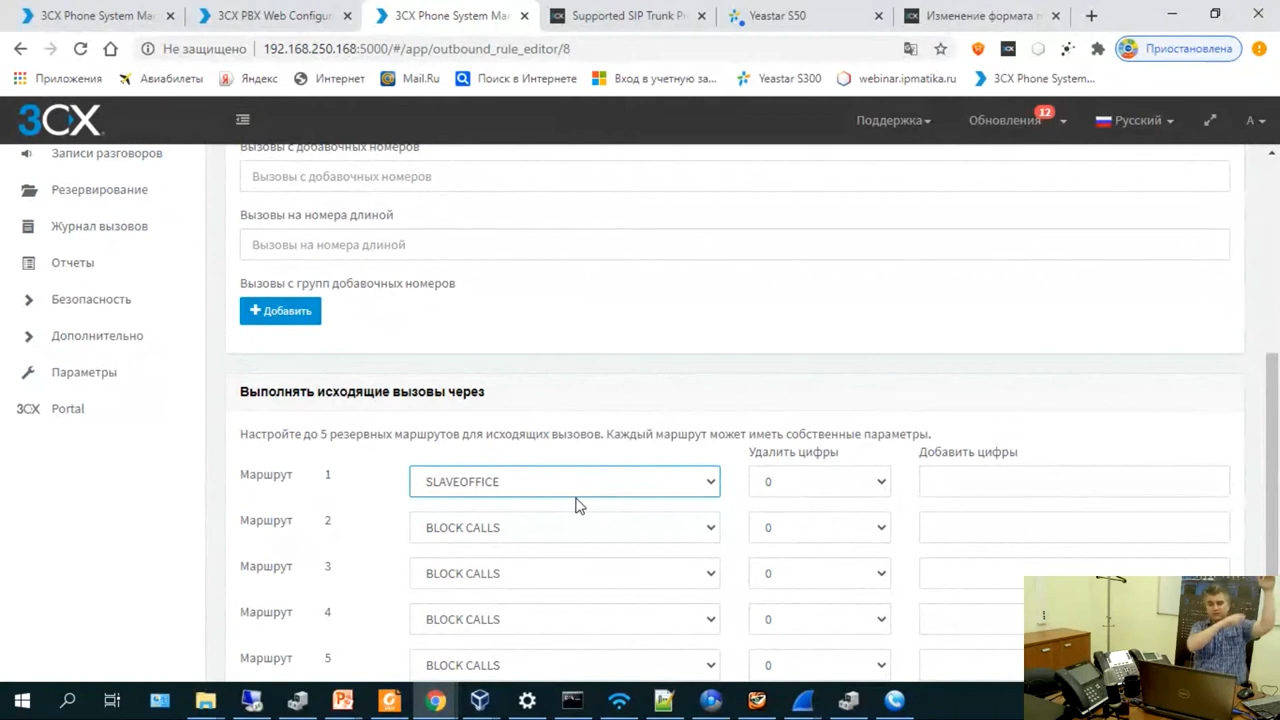 3CX Phone System Ma
3CX PBX Web Configur
3CX Phone System Ma
Supported SIP Trunk P
Yeastar S50
Изменение формата п
Не защищено
192.168.250.168:5000/#/app/outbound_rule_editor/8
Приостановлена
Приложения
Авиабилеты
Яндекс
Интернет
Mail.Ru
Поиск в Интернете
Вход в учетную за...
Yeastar S300
webinar.ipmatika.ru
3CX Phone System...
3CX
Поддержка
Обновления
12
Русский
A
Записи разговоров
Резервирование
Журнал вызовов
Отчеты
Безопасность
Дополнительно
Параметры
3CX Portal
Вызовы с добавочных номеров
Вызовы с добавочных номеров
Вызовы на номера длиной
Вызовы на номера длиной
Вызовы с групп добавочных номеров
Добавить
Выполнять исходящие вызовы через
Настройте до 5 резервных маршрутов для исходящих вызовов. Каждый маршрут может иметь собственные параметры.
Удалить цифры Добавить цифры
Маршрут 1 SLAVEOFFICE 0
Маршрут 2 BLOCK CALLS 0
Маршрут 3 BLOCK CALLS 0
Маршрут 4 BLOCK CALLS 0
Маршрут 5 BLOCK CALLS 0